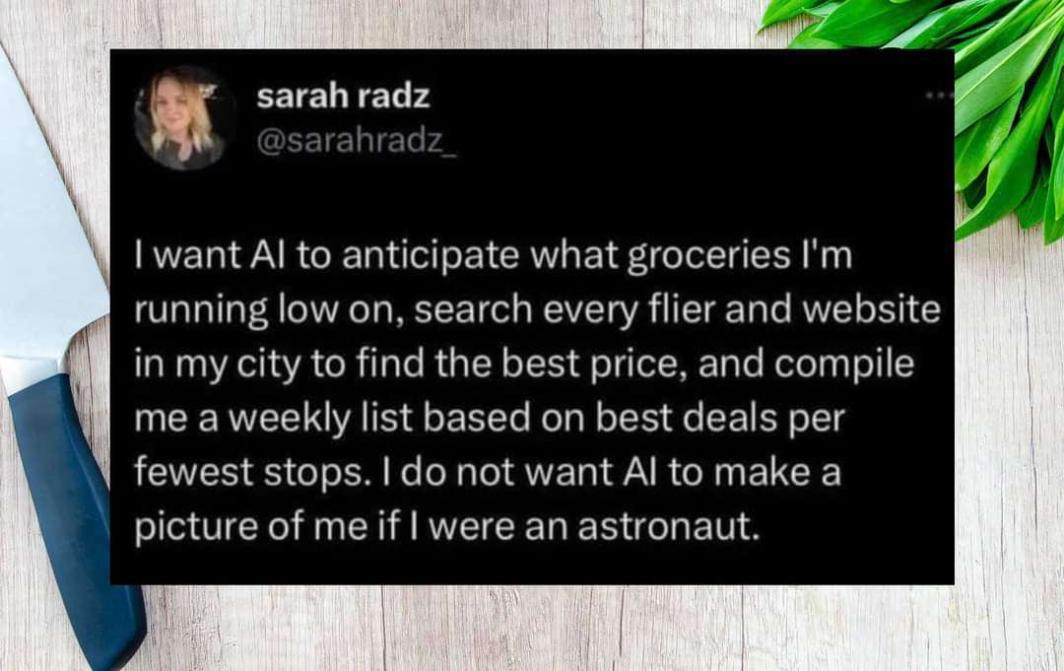 sarah radz
@sarahradz_
I want AI to anticipate what groceries I'm
running low on, search every flier and website
in my city to find the best price, and compile
me a weekly list based on best deals per
fewest stops. I do not want AI to make a
picture of me if I were an astronaut.